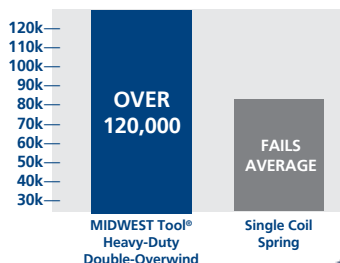 120k
110k
100k
90k
80k
70k
60k
50k
40k
30k
OVER
120,000
FAILS
AVERAGE
MIDWEST Tool®
Heavy-Duty
Double-Overwind
Single Coil
Spring